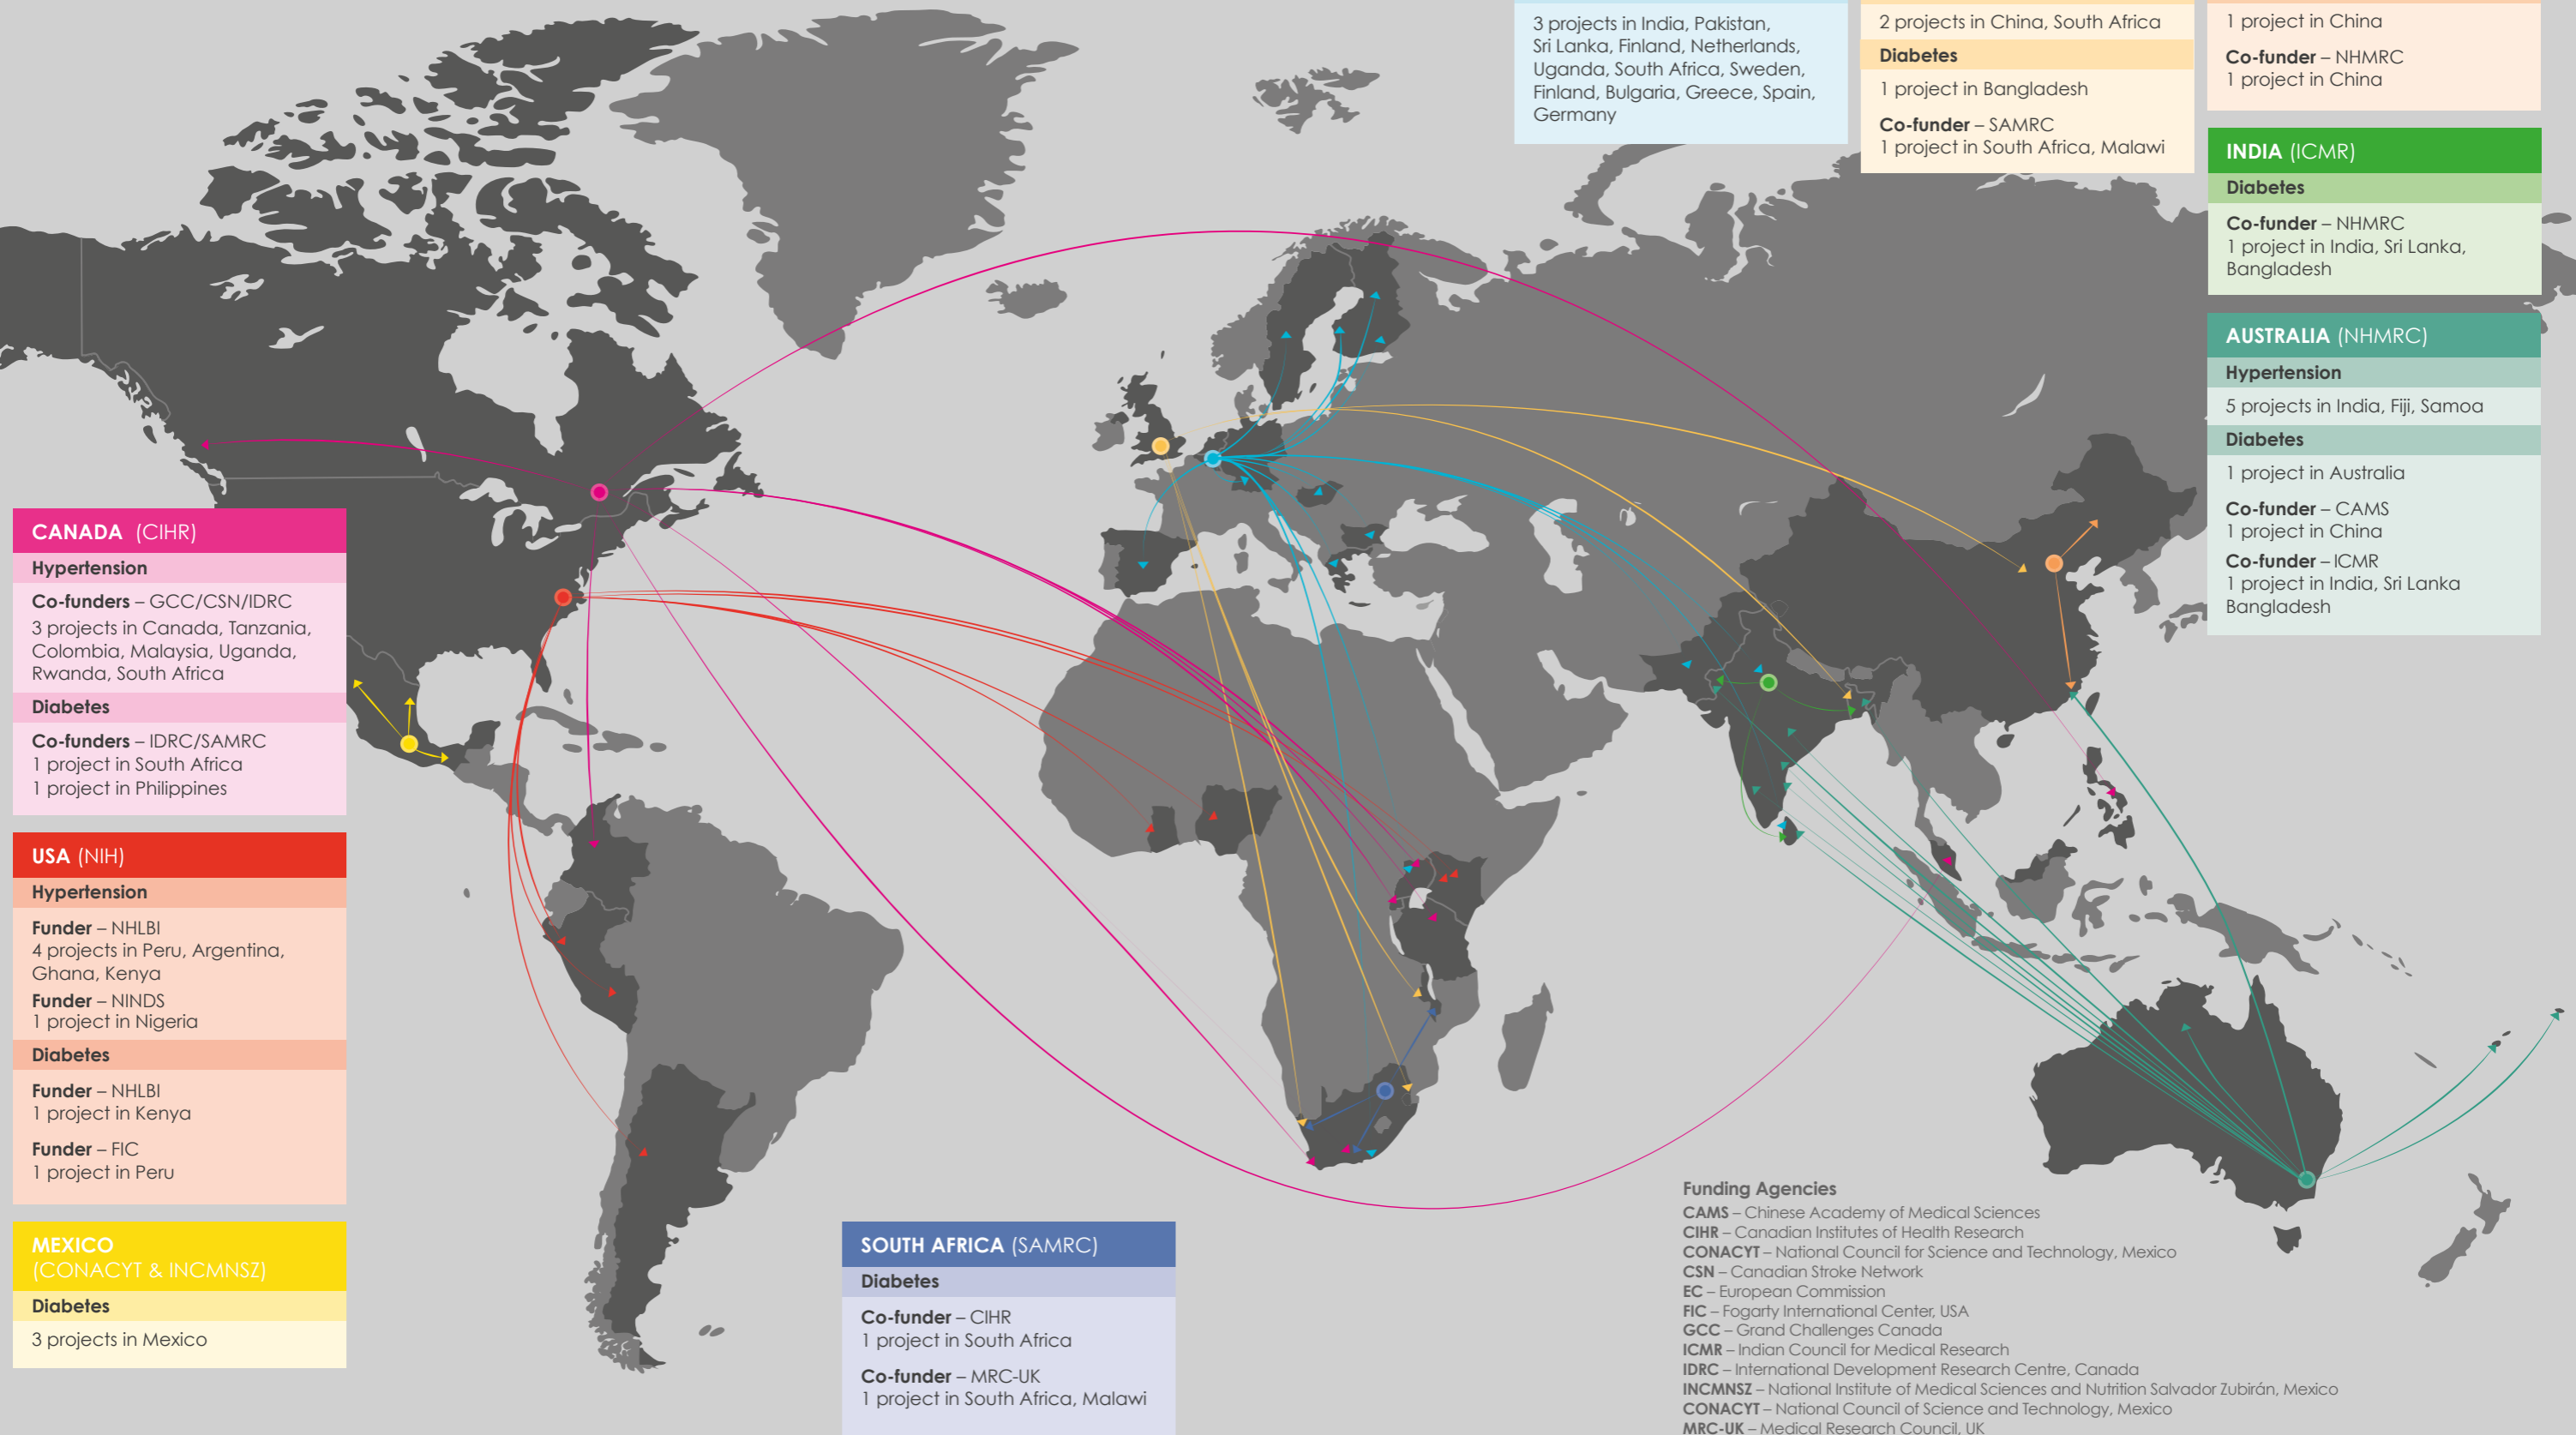 3 projects in India, Pakistan,
Sri Lanka, Finland, Netherlands,
Uganda, South Africa, Sweden,
Finland, Bulgaria, Greece, Spain,
Germany
2 projects in China, South Africa
Diabetes
1 project in Bangladesh
Co-funder – SAMRC
1 project in South Africa, Malawi
1 project in China
Co-funder – NHMRC
1 project in China
INDIA (ICMR)
Diabetes
Co-funder – NHMRC
1 project in India, Sri Lanka,
Bangladesh
AUSTRALIA (NHMRC)
Hypertension
5 projects in India, Fiji, Samoa
Diabetes
1 project in Australia
Co-funder – CAMS
1 project in China
Co-funder – ICMR
1 project in India, Sri Lanka
Bangladesh
CANADA (CIHR)
Hypertension
Co-funders – GCC/CSN/IDRC
3 projects in Canada, Tanzania,
Colombia, Malaysia, Uganda,
Rwanda, South Africa
Diabetes
Co-funders – IDRC/SAMRC
1 project in South Africa
1 project in Philippines
USA (NIH)
Hypertension
Funder – NHLBI
4 projects in Peru, Argentina,
Ghana, Kenya
Funder – NINDS
1 project in Nigeria
Diabetes
Funder – NHLBI
1 project in Kenya
Funder – FIC
1 project in Peru
MEXICO
(CONACYT & INCMNSZ)
Diabetes
3 projects in Mexico
SOUTH AFRICA (SAMRC)
Diabetes
Co-funder – CIHR
1 project in South Africa
Co-funder – MRC-UK
1 project in South Africa, Malawi
Funding Agencies
CAMS – Chinese Academy of Medical Sciences
CIHR – Canadian Institutes of Health Research
CONACYT – National Council for Science and Technology, Mexico
CSN – Canadian Stroke Network
EC – European Commission
FIC – Fogarty International Center, USA
GCC – Grand Challenges Canada
ICMR – Indian Council for Medical Research
IDRC – International Development Research Centre, Canada
INCMNSZ – National Institute of Medical Sciences and Nutrition Salvador Zubirán, Mexico
CONACYT – National Council of Science and Technology, Mexico
MRC-UK – Medical Research Council, UK